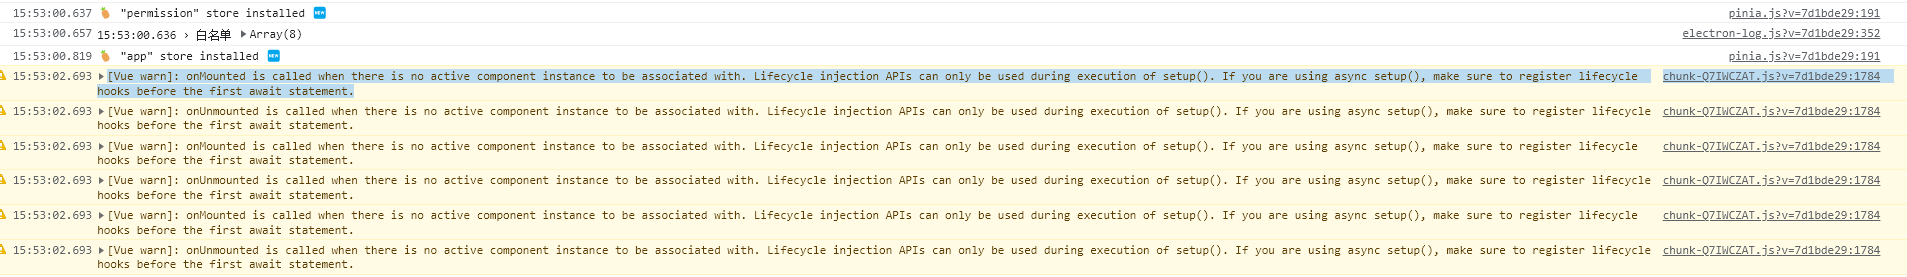 15:53:00.637 🍍 "permission" store installed 🆕 pinia.js?v=7d1bde29:191
15:53:00.657 15:53:00.636 › 白名单 ▶Array(8) electron-log.js?v=7d1bde29:352
15:53:00.819 🍍 "app" store installed 🆕 pinia.js?v=7d1bde29:191
15:53:02.693 ▶[Vue warn]: onMounted is called when there is no active component instance to be associated with. Lifecycle injection APIs can only be used during execution of setup(). If you are using async setup(), make sure to register lifecycle chunk-Q7IWCZAT.js?v=7d1bde29:1784
hooks before the first await statement.
15:53:02.693 ▶[Vue warn]: onUnmounted is called when there is no active component instance to be associated with. Lifecycle injection APIs can only be used during execution of setup(). If you are using async setup(), make sure to register lifecycle chunk-Q7IWCZAT.js?v=7d1bde29:1784
hooks before the first await statement.
15:53:02.693 ▶[Vue warn]: onMounted is called when there is no active component instance to be associated with. Lifecycle injection APIs can only be used during execution of setup(). If you are using async setup(), make sure to register lifecycle chunk-Q7IWCZAT.js?v=7d1bde29:1784
hooks before the first await statement.
15:53:02.693 ▶[Vue warn]: onUnmounted is called when there is no active component instance to be associated with. Lifecycle injection APIs can only be used during execution of setup(). If you are using async setup(), make sure to register lifecycle chunk-Q7IWCZAT.js?v=7d1bde29:1784
hooks before the first await statement.
15:53:02.693 ▶[Vue warn]: onMounted is called when there is no active component instance to be associated with. Lifecycle injection APIs can only be used during execution of setup(). If you are using async setup(), make sure to register lifecycle chunk-Q7IWCZAT.js?v=7d1bde29:1784
hooks before the first await statement.
15:53:02.693 ▶[Vue warn]: onUnmounted is called when there is no active component instance to be associated with. Lifecycle injection APIs can only be used during execution of setup(). If you are using async setup(), make sure to register lifecycle chunk-Q7IWCZAT.js?v=7d1bde29:1784
hooks before the first await statement.